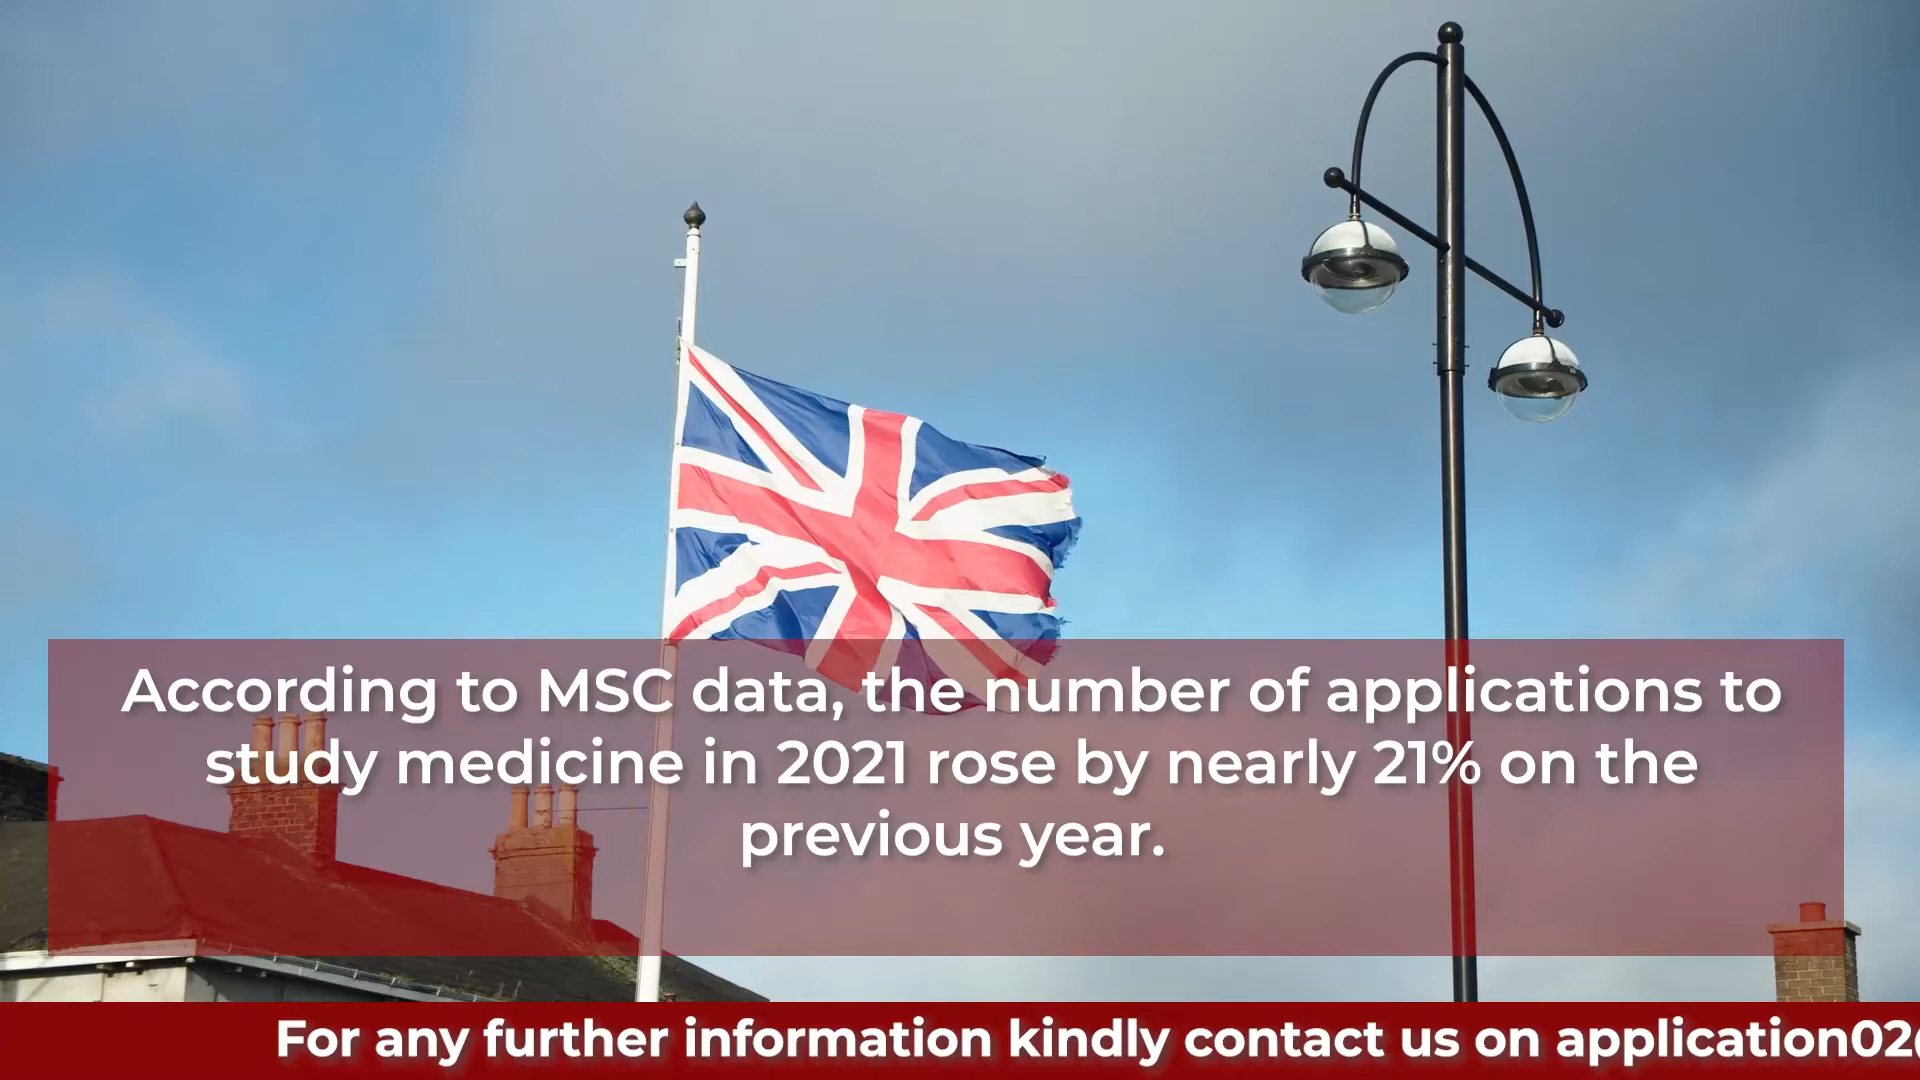 According to MSC data, the number of applications to
study medicine in 2021 rose by nearly 21% on the
previous year.
For any further information kindly contact us on